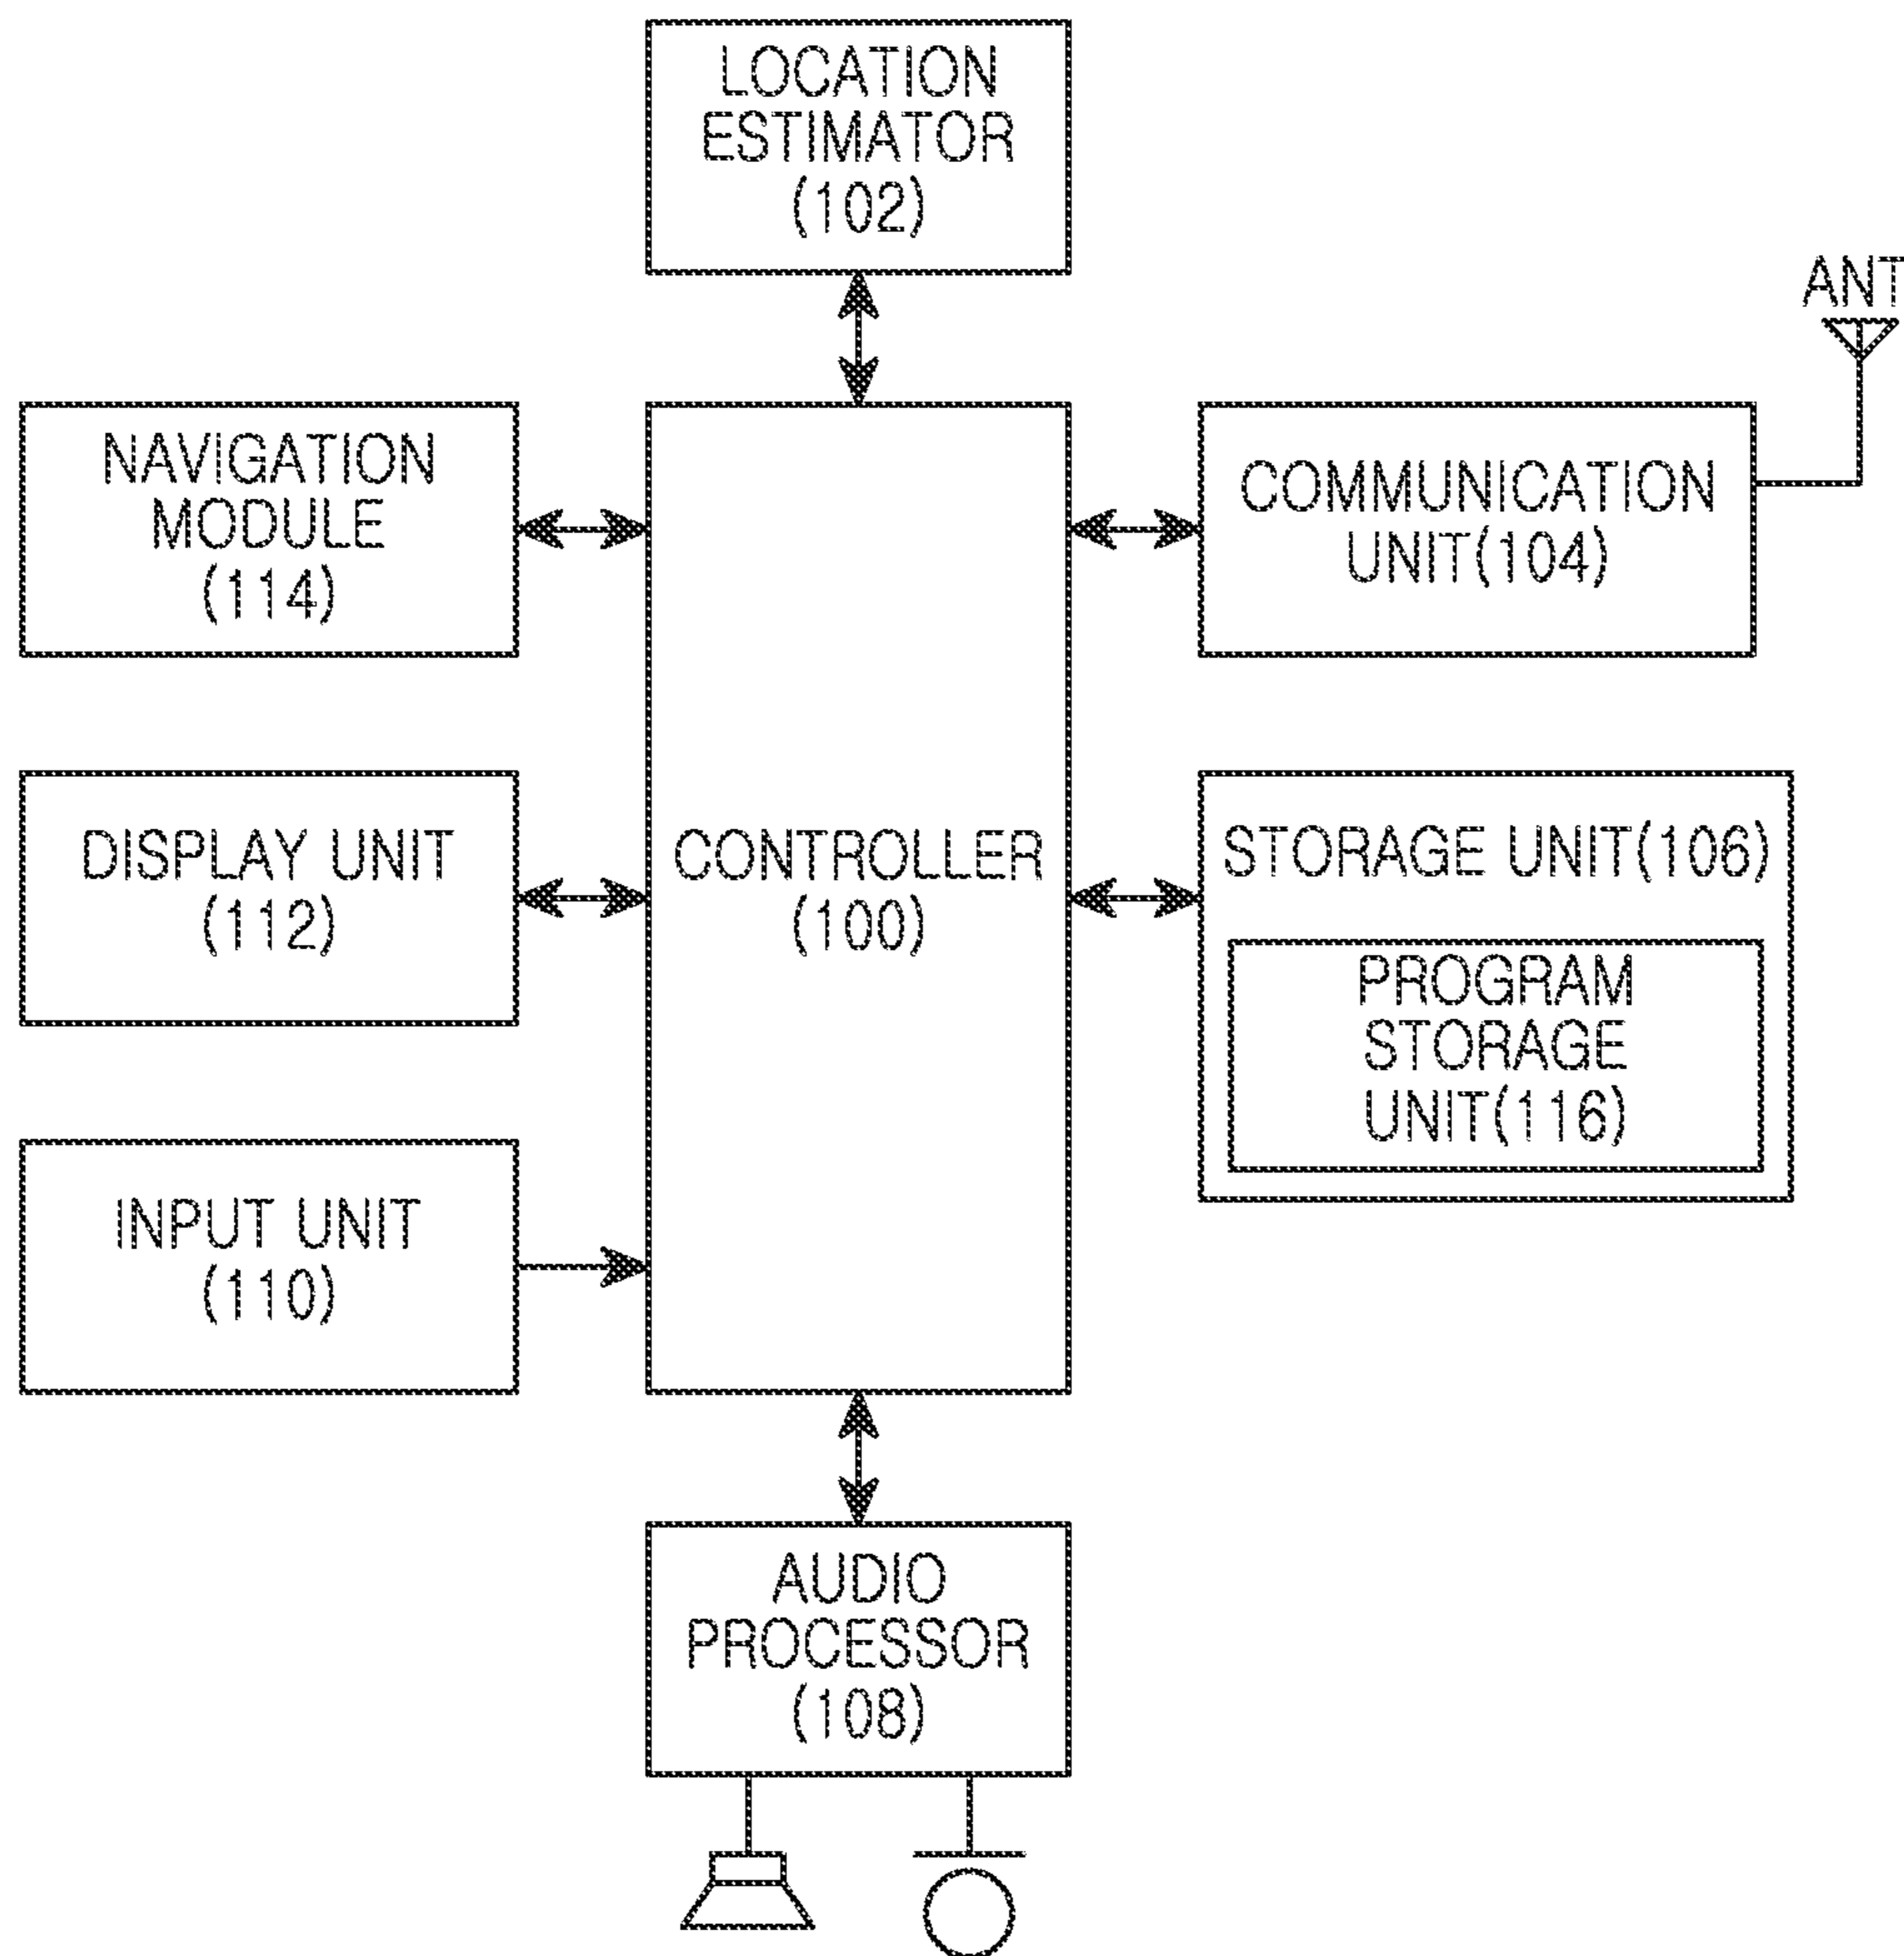 LOCATION
ESTIMATOR
(102)
ANT
NAVIGATION
MODULE
(114)
COMMUNICATION
UNIT(104)
DISPLAY UNIT
(112)
CONTROLLER
(100)
STORAGE UNIT(106)
PROGRAM
STORAGE
UNIT(116)
INPUT UNIT
(110)
AUDIO
PROCESSOR
(108)